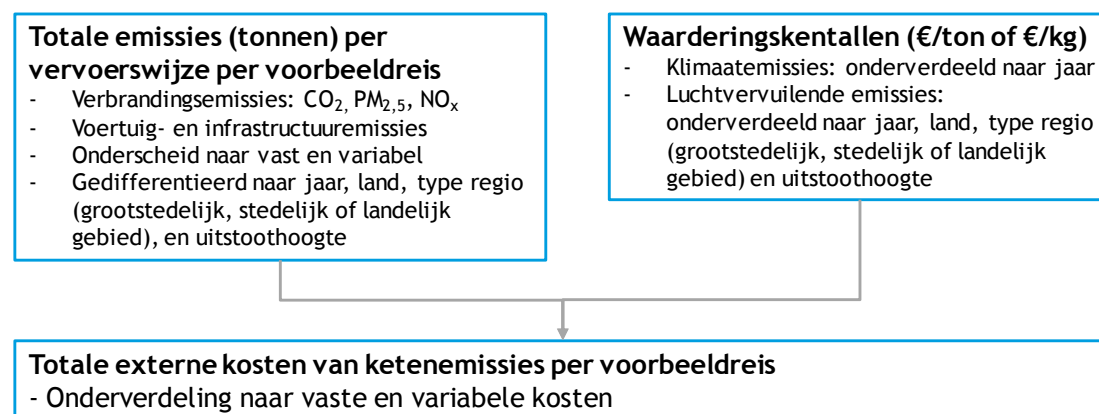 Totale emissies (tonnen) per
vervoerswijze per voorbeeldreis
- Verbrandingsemissies: CO₂, PM₂,₅, NOₓ
- Voertuig- en infrastructuuremissies
- Onderscheid naar vast en variabel
- Gedifferentieerd naar jaar, land, type regio
(grootstedelijk, stedelijk of landelijk
gebied), en uitstoothoogte
Waarderingskentallen (€/ton of €/kg)
- Klimaatemissies: onderverdeeld naar jaar
- Luchtvervuilende emissies:
onderverdeeld naar jaar, land, type regio
(grootstedelijk, stedelijk of landelijk
gebied) en uitstoothoogte
Totale externe kosten van ketenemissies per voorbeeldreis
- Onderverdeling naar vaste en variabele kosten